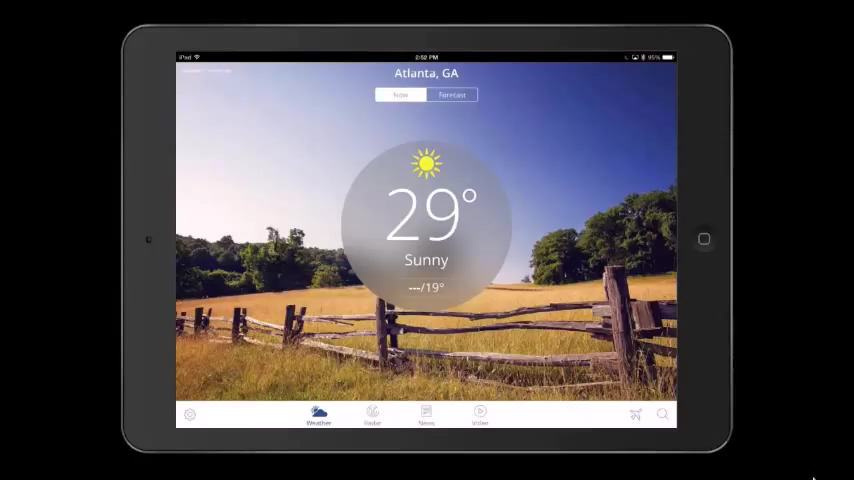 iPad
2:52 PM
95%
Atlanta, GA
Now
Forecast
29°
Sunny
---/19°
Weather
Radar
News
Video